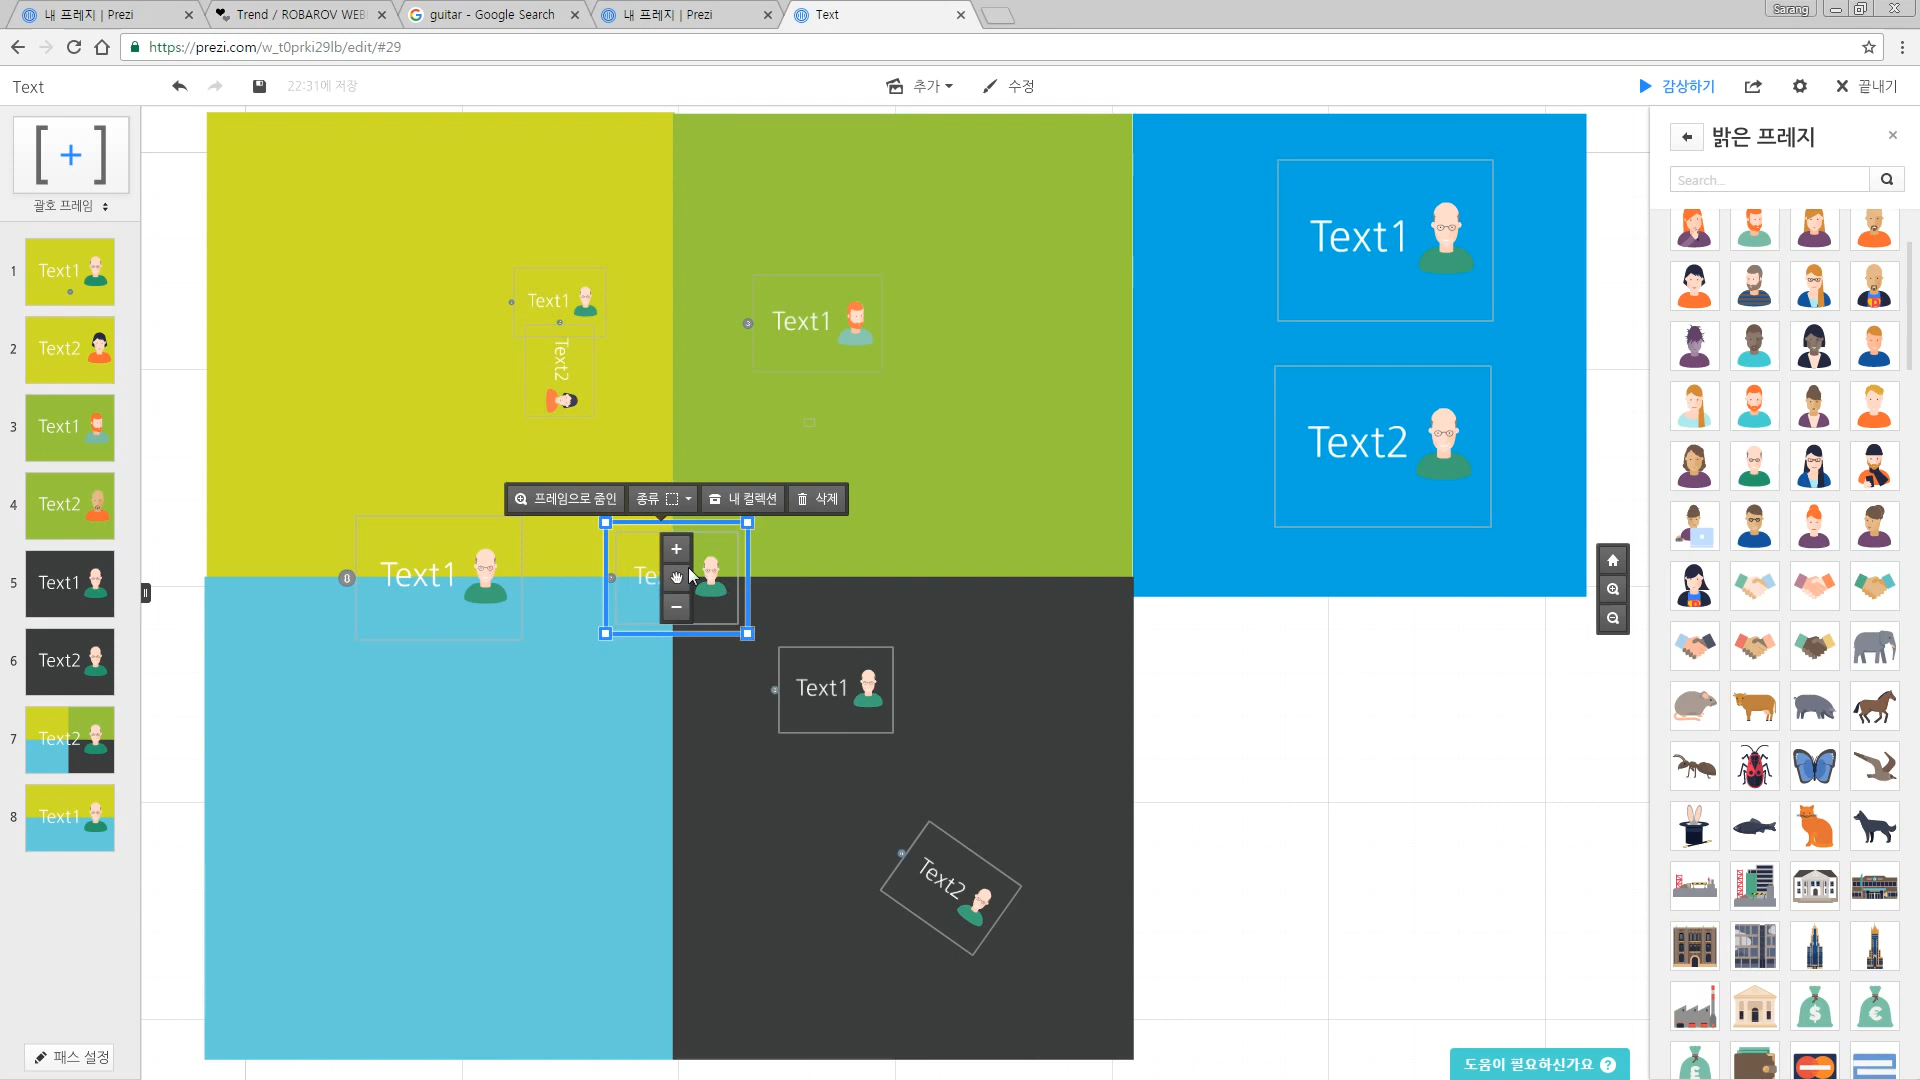 내 프레지 | Prezi
Trend / ROBAROV WEB
guitar - Google Search
내 프레지 | Prezi
Text
Sarang
https://prezi.com/w_t0prki29lb/edit/#29
Text
22:31에 저장
추가
수정
감상하기
끝내기
괄호 프레임
1 Text1
2 Text2
3 Text1
4 Text2
5 Text1
6 Text2
7 Text2
8 Text1
패스 설정
Text1
Text2
3 Text1
Text1
Text2
프레임으로 줌인
종류
내 컬렉션
삭제
8 Text1
Te
Text1
Text2
밝은 프레지
Search...
도움이 필요하신가요 ?